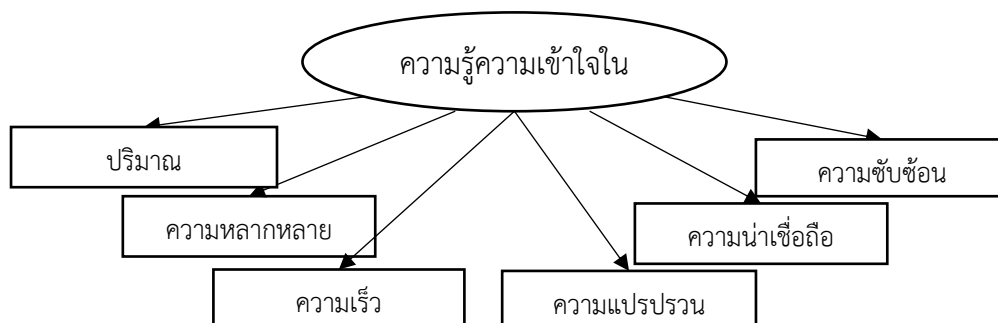 ความรู้ความเข้าใจใน
ปริมาณ
ความซับซ้อน
ความหลากหลาย
ความน่าเชื่อถือ
ความเร็ว
ความแปรปรวน